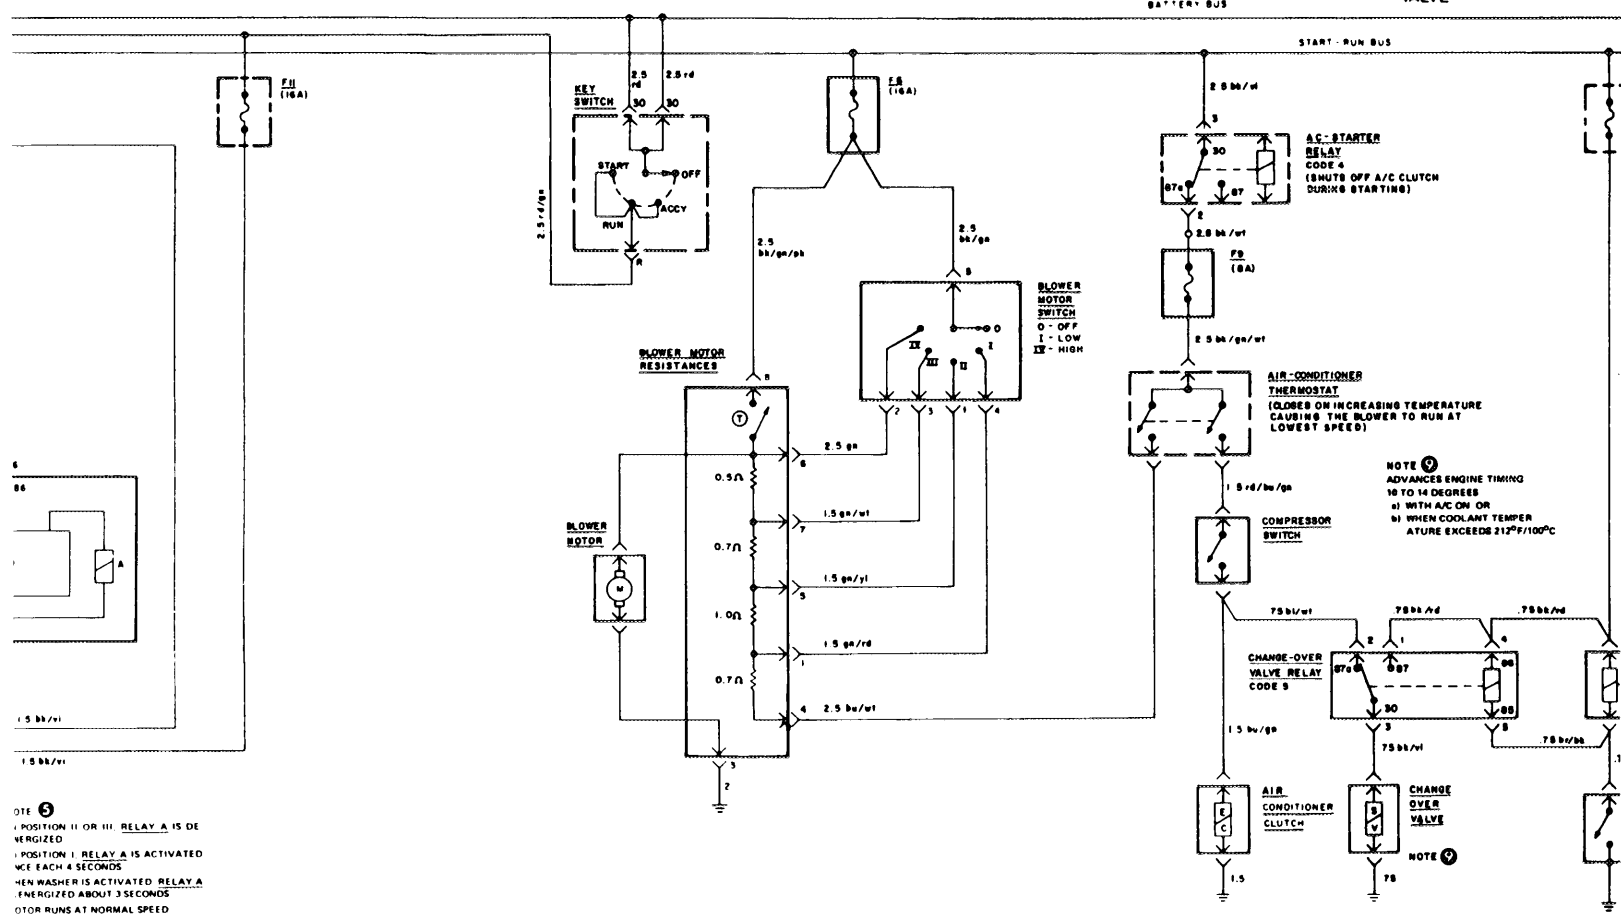 BATTERY BUS
VALVE
START - RUN BUS
F11
(16A)
2.5
rd
2.5 rd
KEY
SWITCH
30
30
START
OFF
ACCY
RUN
R
2.5 rd/gn
(16A)
2.5
bk/gn/pk
2.5
bk/gn
BLOWER
MOTOR
SWITCH
O - OFF
I - LOW
IV - HIGH
O
IV
III
II
I
2
3
1
4
3
30
87a
87
2
A.C-STARTER
RELAY
CODE 4
(SHUTS OFF A/C CLUTCH
DURING STARTING)
F9
(8A)
2 5 bk/gn/wt
AIR-CONDITIONER
THERMOSTAT
(CLOSES ON INCREASING TEMPERATURE
CAUSING THE BLOWER TO RUN AT
LOWEST SPEED)
1 5 rd/bu/gn
COMPRESSOR
SWITCH
NOTE 9
ADVANCES ENGINE TIMING
10 TO 14 DEGREES
a) WITH A/C ON OR
b) WHEN COOLANT TEMPER
ATURE EXCEEDS 212°F/100°C
BLOWER MOTOR
RESISTANCES
T
0.5Ω
0.7Ω
1.0Ω
0.7Ω
6
2.5 gn
7
1.5 gn/wt
5
1.5 gn/yl
1
1.5 gn/rd
4
2.5 bu/wt
3
2
BLOWER
MOTOR
M
6
86
A
1 5 bk/vi
1.5 bk/vi
75 bl/wt
.75 bk/rd
.75 bk/rd
2
1
4
CHANGE-OVER
VALVE RELAY
CODE 5
87a
87
86
30
85
3
.75 br/bk
75 bk/vl
1 5 bu/gn
E
C
AIR
CONDITIONER
CLUTCH
1.5
S
V
CHANGE
OVER
VALVE
NOTE 9
75
OTE 5
POSITION II OR III, RELAY A IS DE
NERGIZED
POSITION I, RELAY A IS ACTIVATED
NCE EACH 4 SECONDS
HEN WASHER IS ACTIVATED RELAY A
ENERGIZED ABOUT 3 SECONDS
OTOR RUNS AT NORMAL SPEED